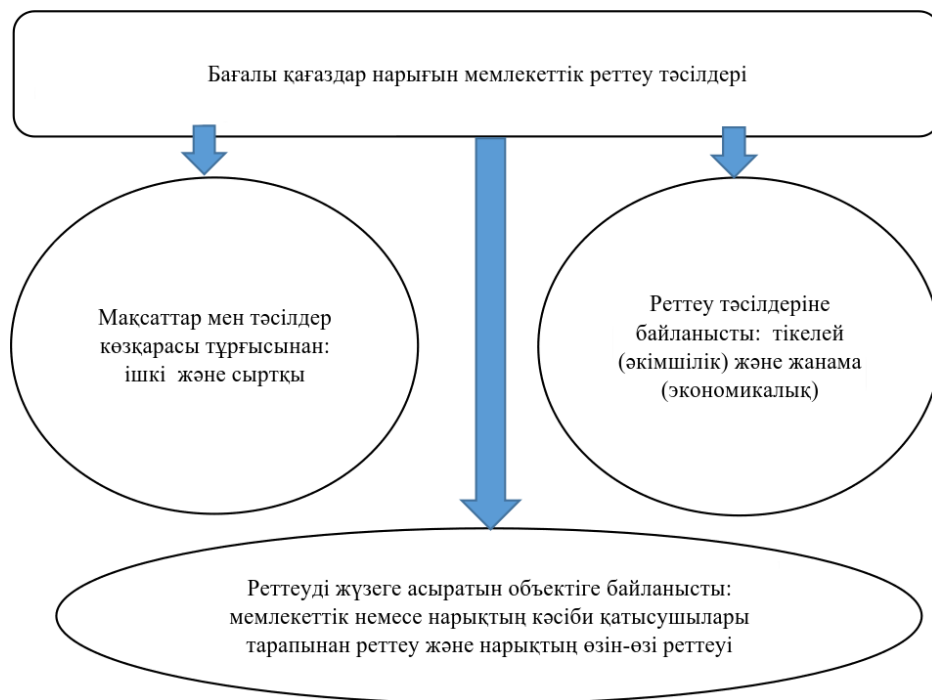 Бағалы қағаздар нарығын мемлекеттік реттеу тәсілдері
Мақсаттар мен тәсілдер
көзқарасы тұрғысынан:
ішкі және сыртқы
Реттеу тәсілдеріне
байланысты: тікелей
(әкімшілік) және жанама
(экономикалық)
Реттеуді жүзеге асыратын объектіге байланысты:
мемлекеттік немесе нарықтың кәсіби қатысушылары
тарапынан реттеу және нарықтың өзін-өзі реттеуі